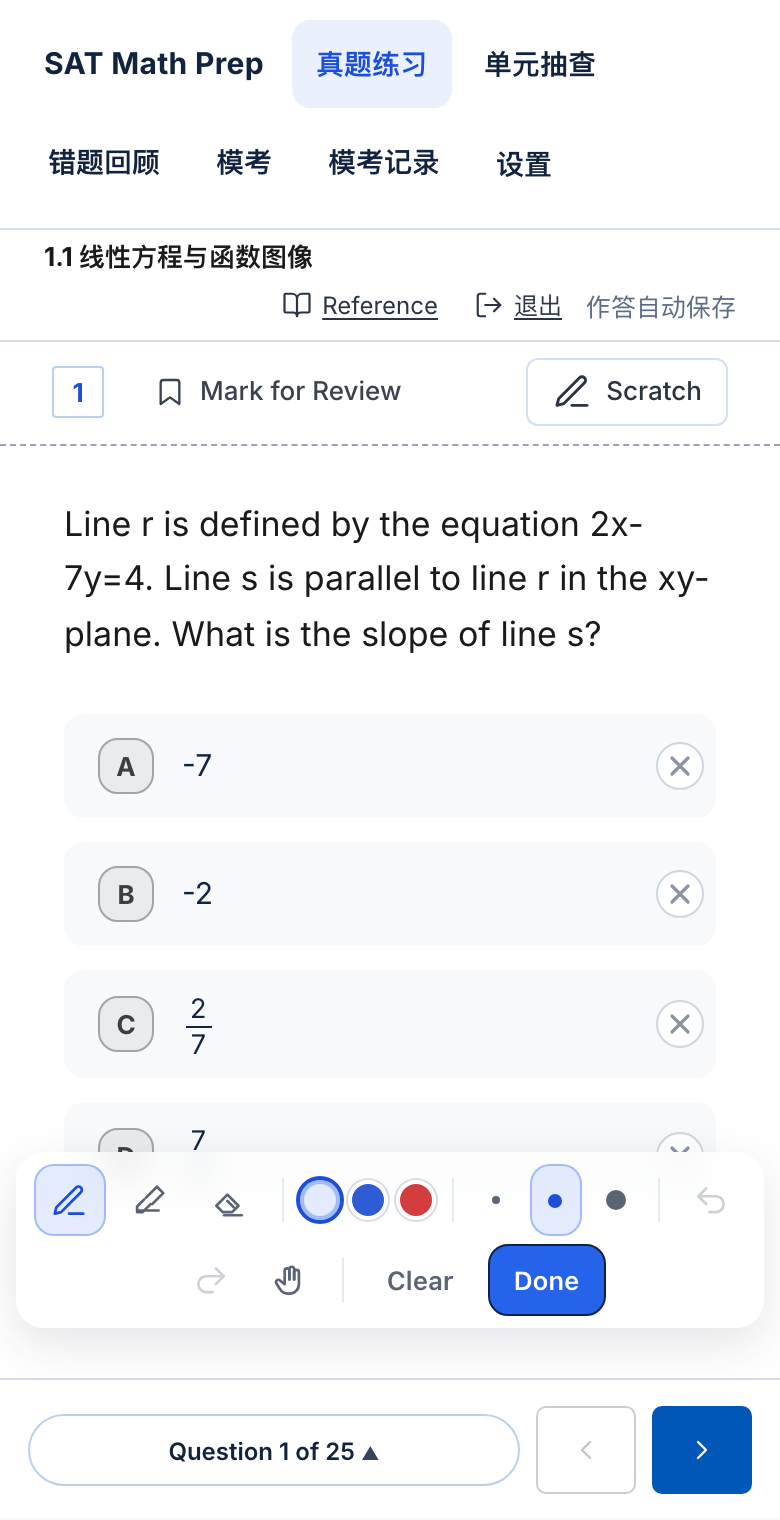 SAT Math Prep 真题练习 单元抽查
错题回顾 模考 模考记录 设置
1.1 线性方程与函数图像
Reference 退出 作答自动保存
1 Mark for Review Scratch
Line r is defined by the equation 2x-
7y=4. Line s is parallel to line r in the xy-
plane. What is the slope of line s?
A -7
B -2
C 2/7
7
Clear Done
Question 1 of 25 ▲